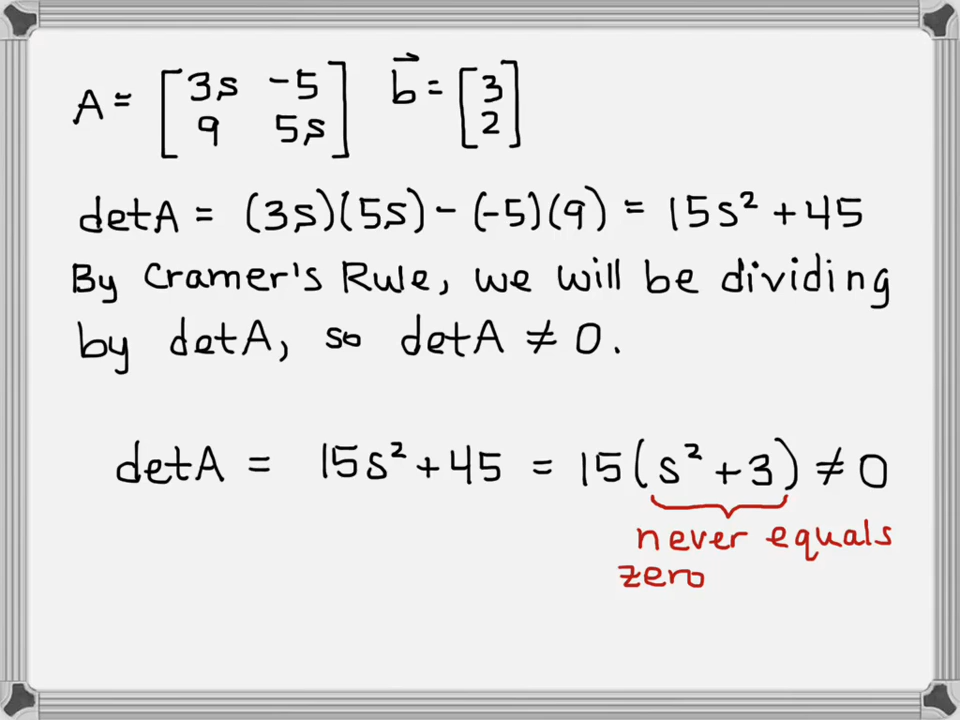 A = [3s -5; 9 5s] b⃗ = [3; 2]
detA = (3s)(5s) - (-5)(9) = 15s² + 45
By Cramer's Rule, we will be dividing
by detA, so detA ≠ 0.
detA = 15s² + 45 = 15(s² + 3) ≠ 0
never equals
zero